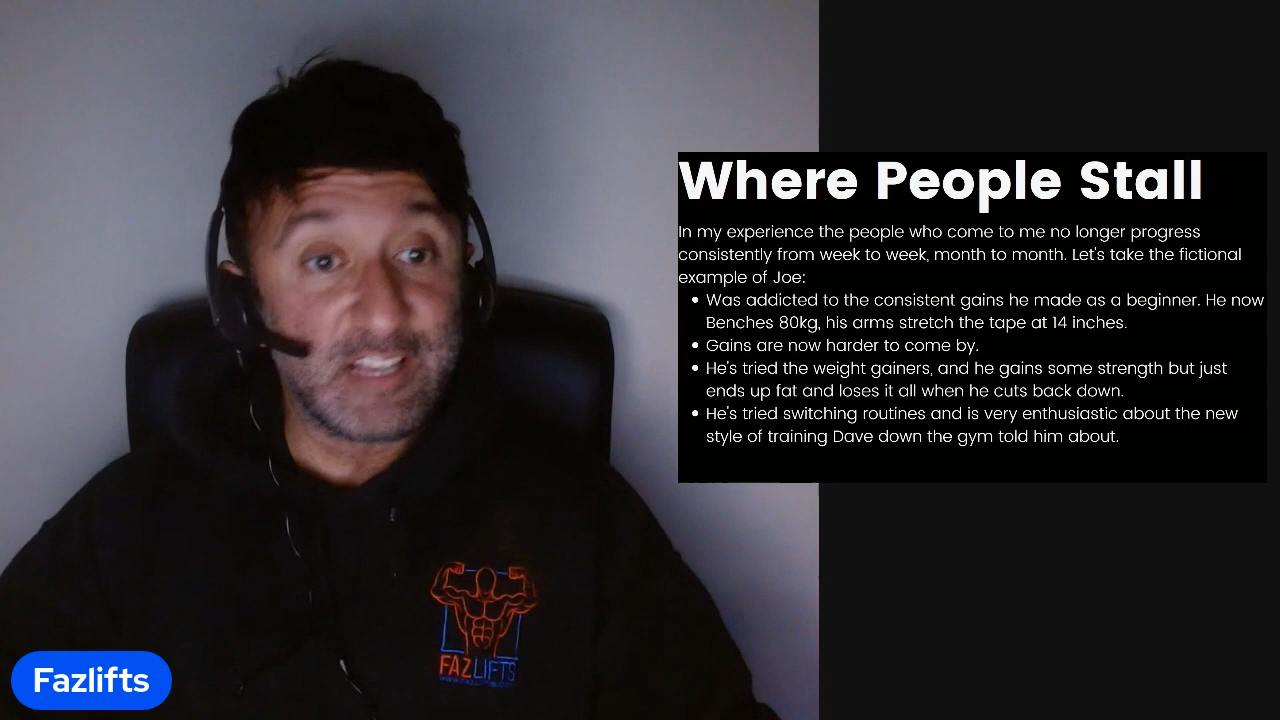 Where People Stall
In my experience the people who come to me no longer progress
consistently from week to week, month to month. Let's take the fictional
example of Joe:
• Was addicted to the consistent gains he made as a beginner. He now
Benches 80kg, his arms stretch the tape at 14 inches.
• Gains are now harder to come by.
• He's tried the weight gainers, and he gains some strength but just
ends up fat and loses it all when he cuts back down.
• He's tried switching routines and is very enthusiastic about the new
style of training Dave down the gym told him about.
FAZLIFTS
Fazlifts